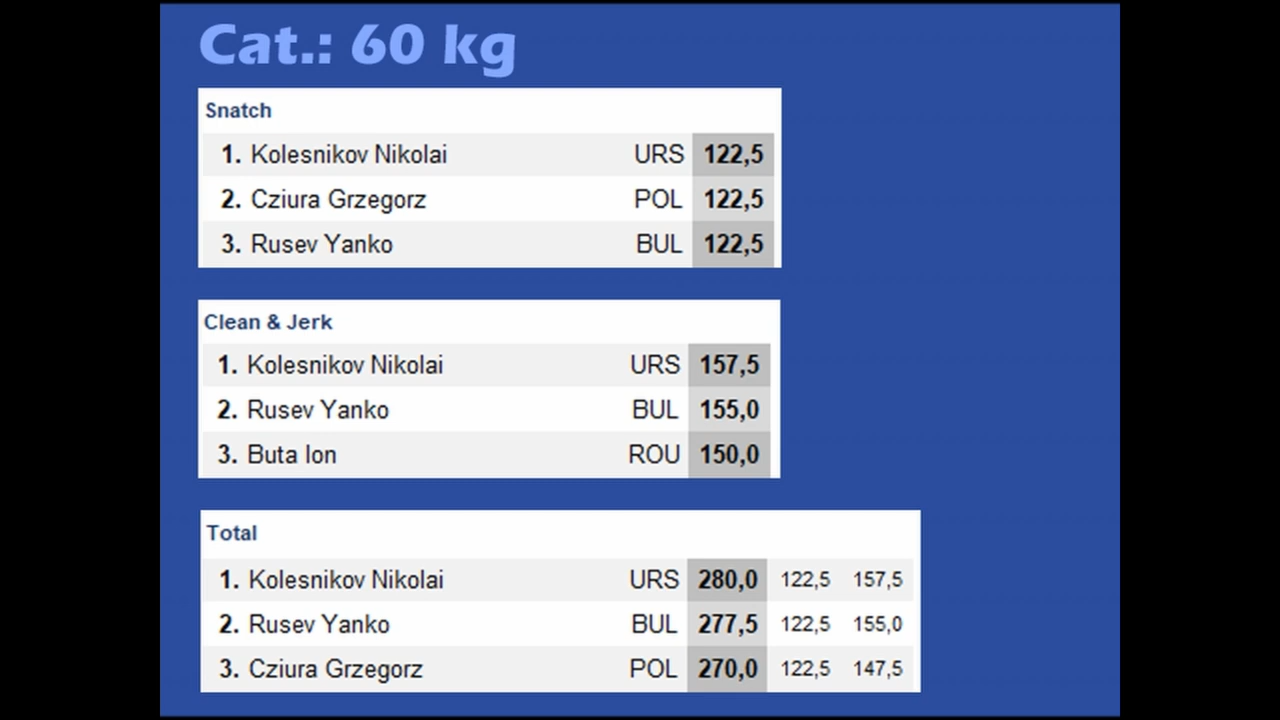 Cat.: 60 kg
Snatch
1. Kolesnikov Nikolai URS 122,5
2. Cziura Grzegorz POL 122,5
3. Rusev Yanko BUL 122,5
Clean & Jerk
1. Kolesnikov Nikolai URS 157,5
2. Rusev Yanko BUL 155,0
3. Buta Ion ROU 150,0
Total
1. Kolesnikov Nikolai URS 280,0 122,5 157,5
2. Rusev Yanko BUL 277,5 122,5 155,0
3. Cziura Grzegorz POL 270,0 122,5 147,5